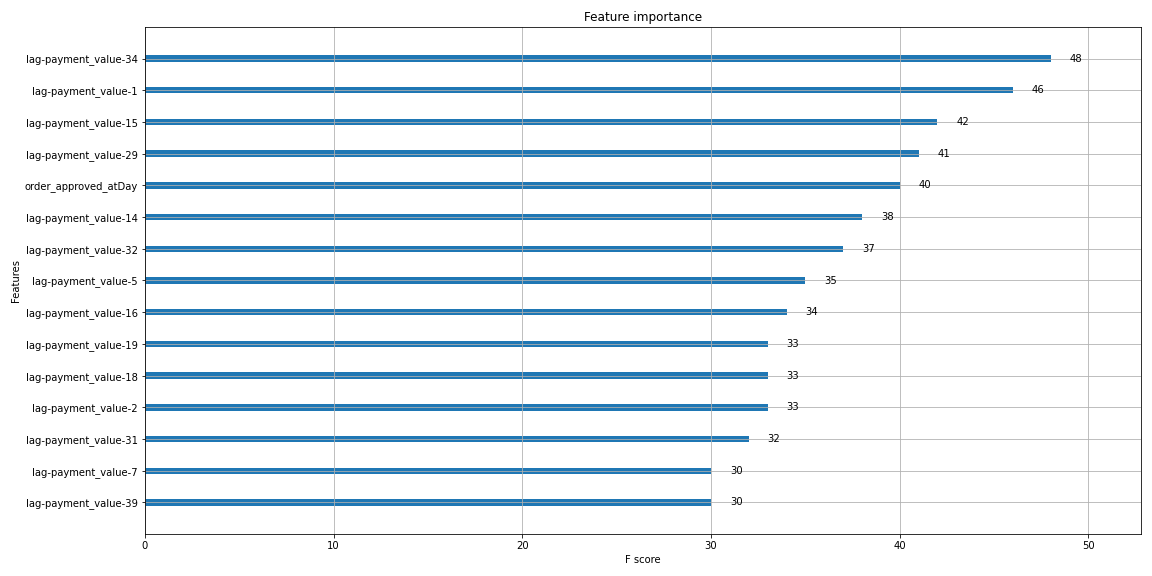 Feature importance
lag-payment_value-34 48
lag-payment_value-1 46
lag-payment_value-15 42
lag-payment_value-29 41
order_approved_atDay 40
lag-payment_value-14 38
lag-payment_value-32 37
lag-payment_value-5 35
lag-payment_value-16 34
lag-payment_value-19 33
lag-payment_value-18 33
lag-payment_value-2 33
lag-payment_value-31 32
lag-payment_value-7 30
lag-payment_value-39 30
Features
0 10 20 30 40 50
F score